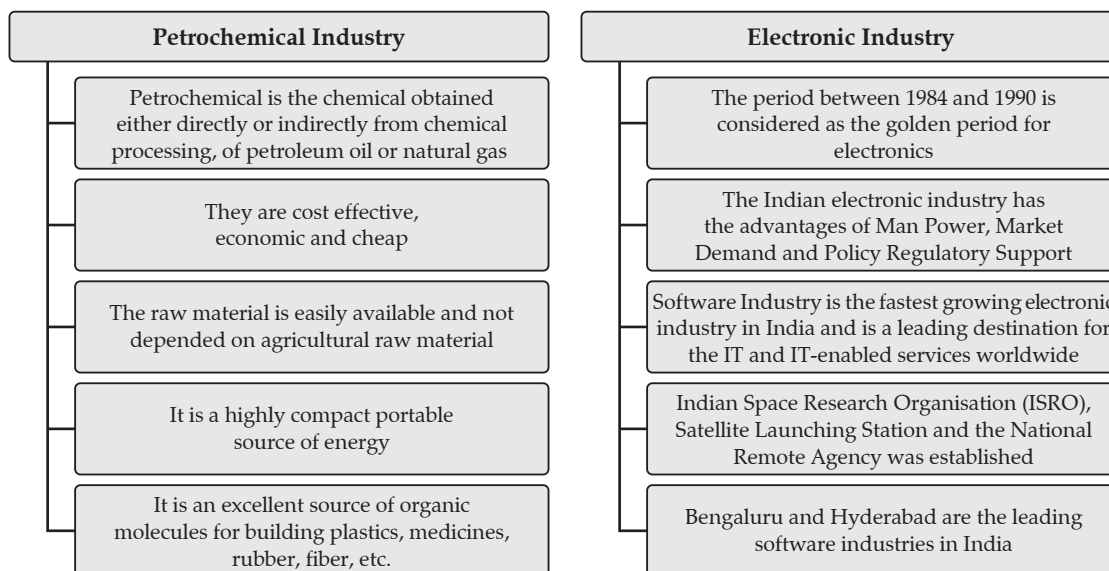 Petrochemical Industry
Petrochemical is the chemical obtained
either directly or indirectly from chemical
processing, of petroleum oil or natural gas
They are cost effective,
economic and cheap
The raw material is easily available and not
depended on agricultural raw material
It is a highly compact portable
source of energy
It is an excellent source of organic
molecules for building plastics, medicines,
rubber, fiber, etc.
Electronic Industry
The period between 1984 and 1990 is
considered as the golden period for
electronics
The Indian electronic industry has
the advantages of Man Power, Market
Demand and Policy Regulatory Support
Software Industry is the fastest growing electronic
industry in India and is a leading destination for
the IT and IT-enabled services worldwide
Indian Space Research Organisation (ISRO),
Satellite Launching Station and the National
Remote Agency was established
Bengaluru and Hyderabad are the leading
software industries in India